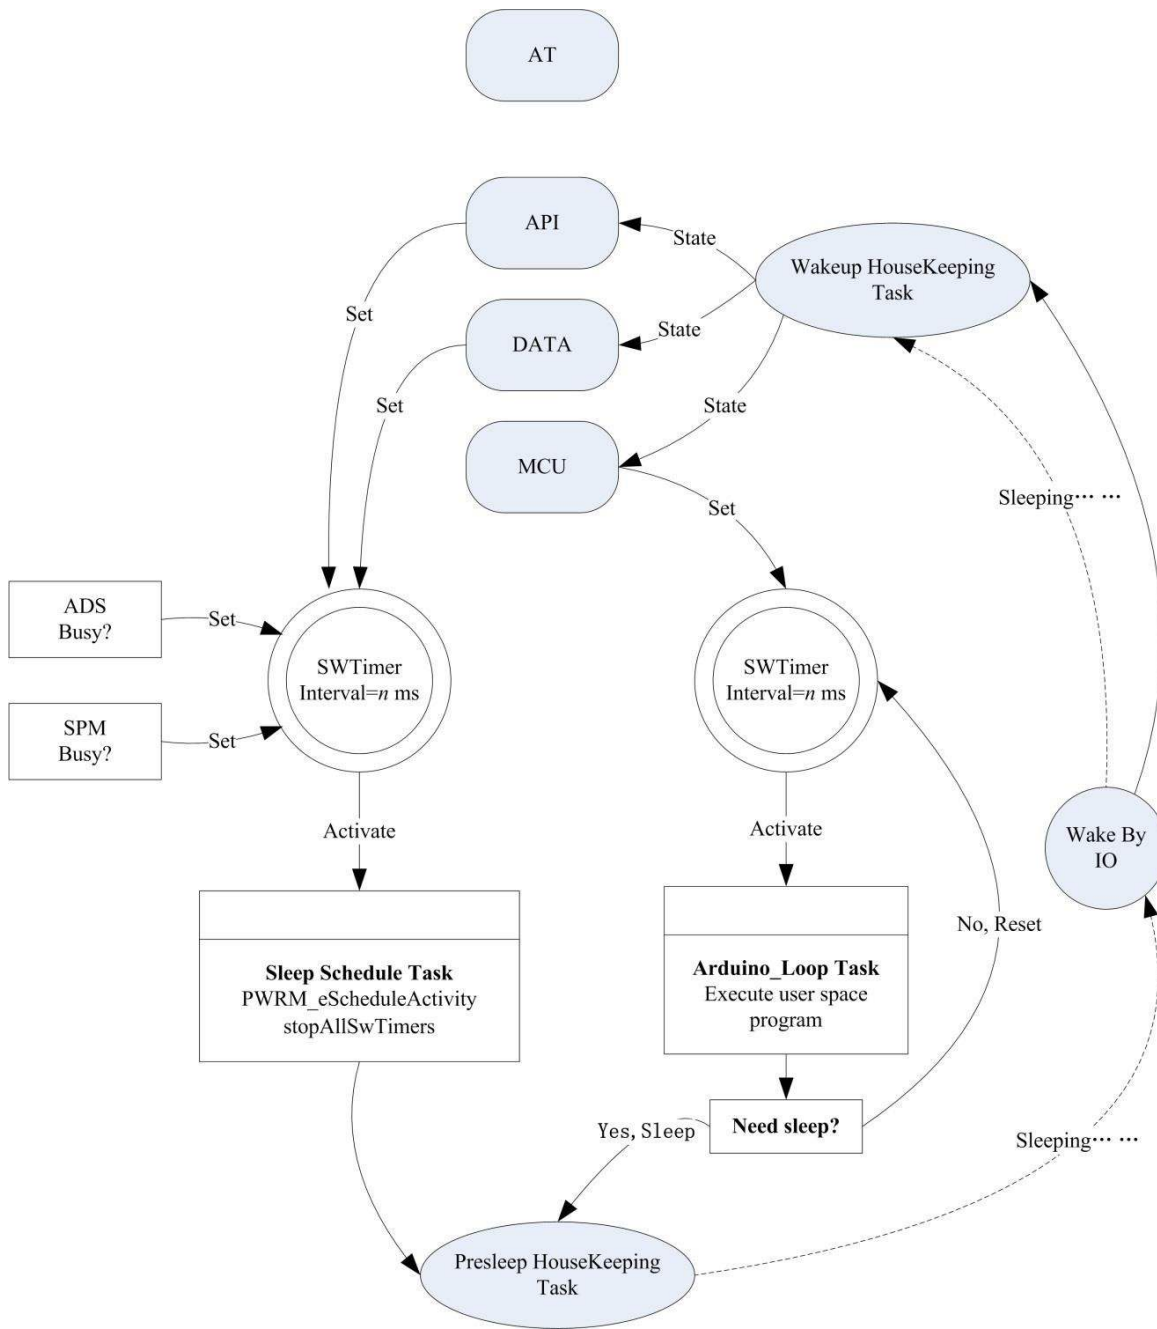 AT
API
State
Wakeup HouseKeeping
Task
Set
DATA
State
Set
State
MCU
Sleeping··· ···
Set
ADS
Busy?
Set
SWTimer
Interval=n ms
SWTimer
Interval=n ms
SPM
Busy?
Set
Activate
Activate
Wake By
IO
No, Reset
Sleep Schedule Task
PWRM_eScheduleActivity
stopAllSwTimers
Arduino_Loop Task
Execute user space
program
Need sleep?
Yes, Sleep
Sleeping··· ···
Presleep HouseKeeping
Task